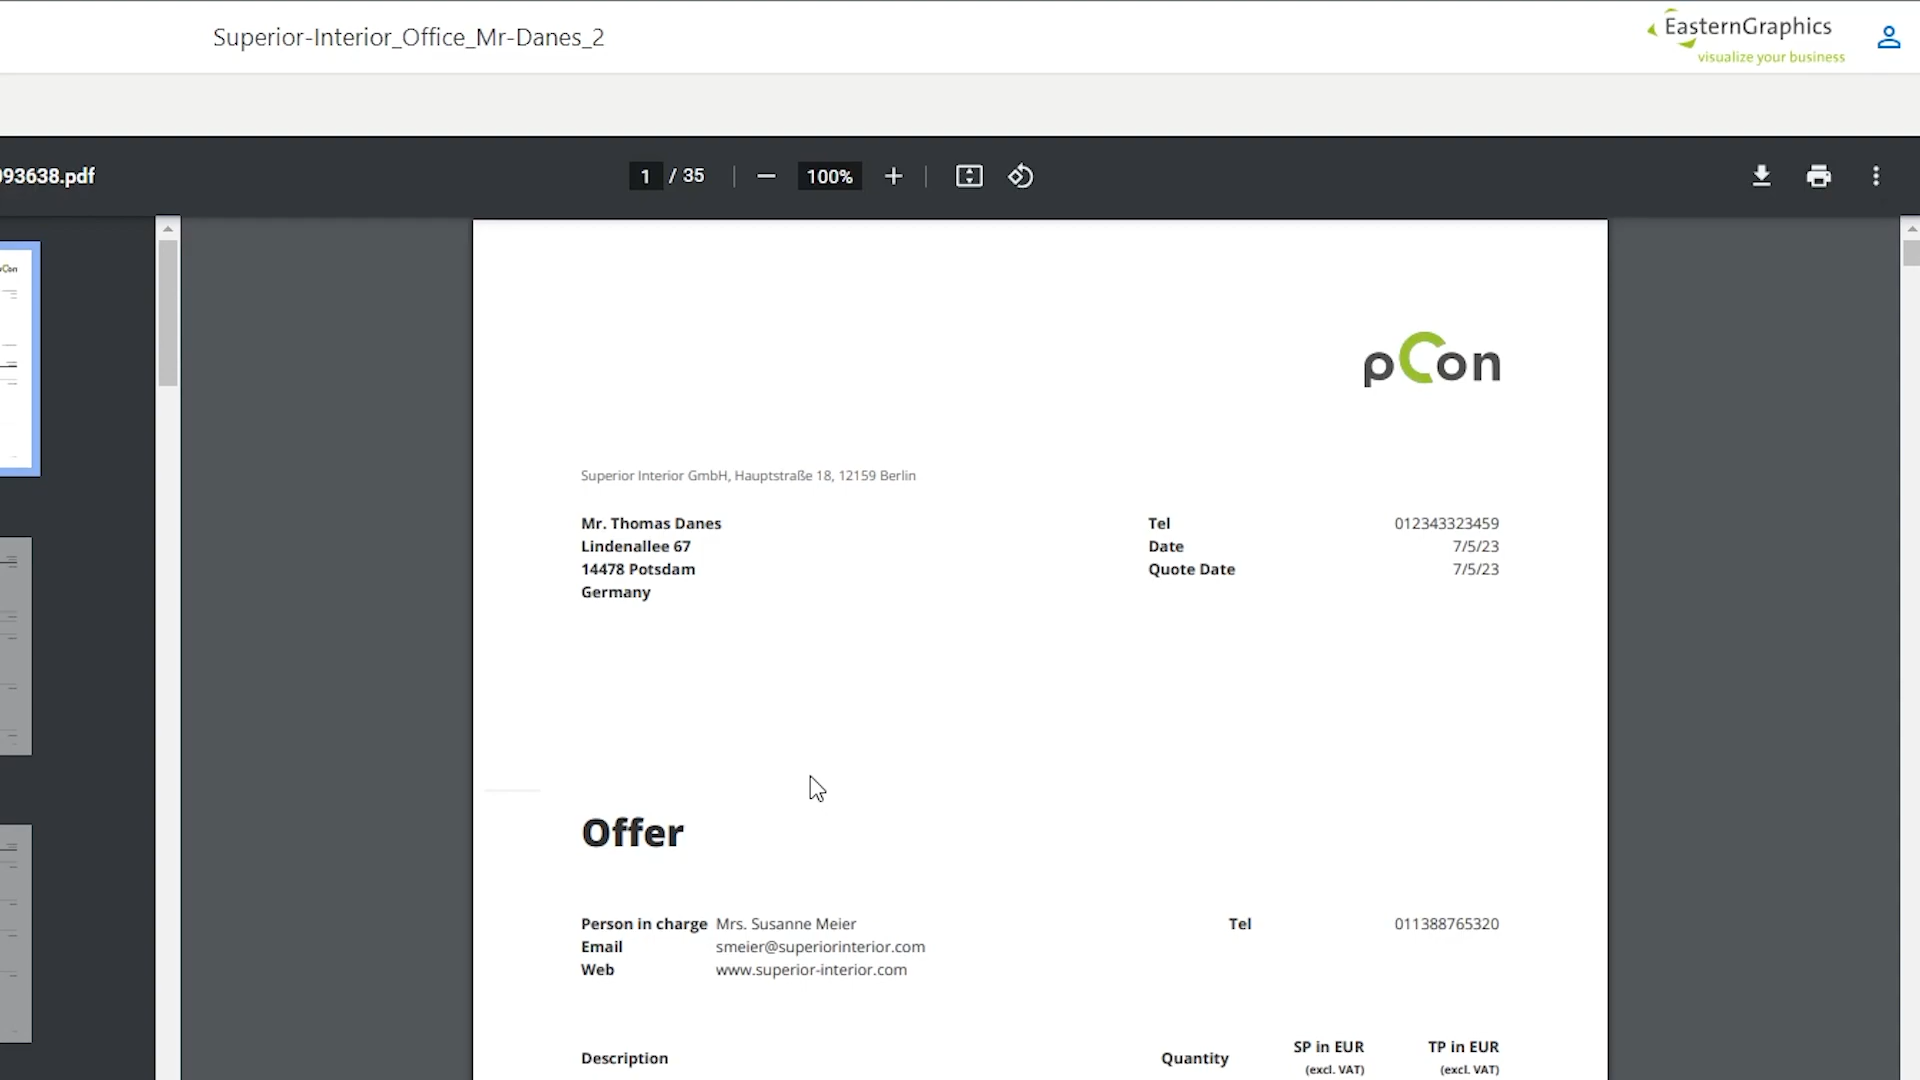 Superior-Interior_Office_Mr-Danes_2
EasternGraphics
visualize your business
093638.pdf
1 / 35
100%
pCon
Superior Interior GmbH, Hauptstraße 18, 12159 Berlin
Mr. Thomas Danes
Lindenallee 67
14478 Potsdam
Germany
Tel 012343323459
Date 7/5/23
Quote Date 7/5/23
Offer
Person in charge Mrs. Susanne Meier
Email smeier@superiorinterior.com
Web www.superior-interior.com
Tel 011388765320
Description Quantity SP in EUR TP in EUR
(excl. VAT) (excl. VAT)